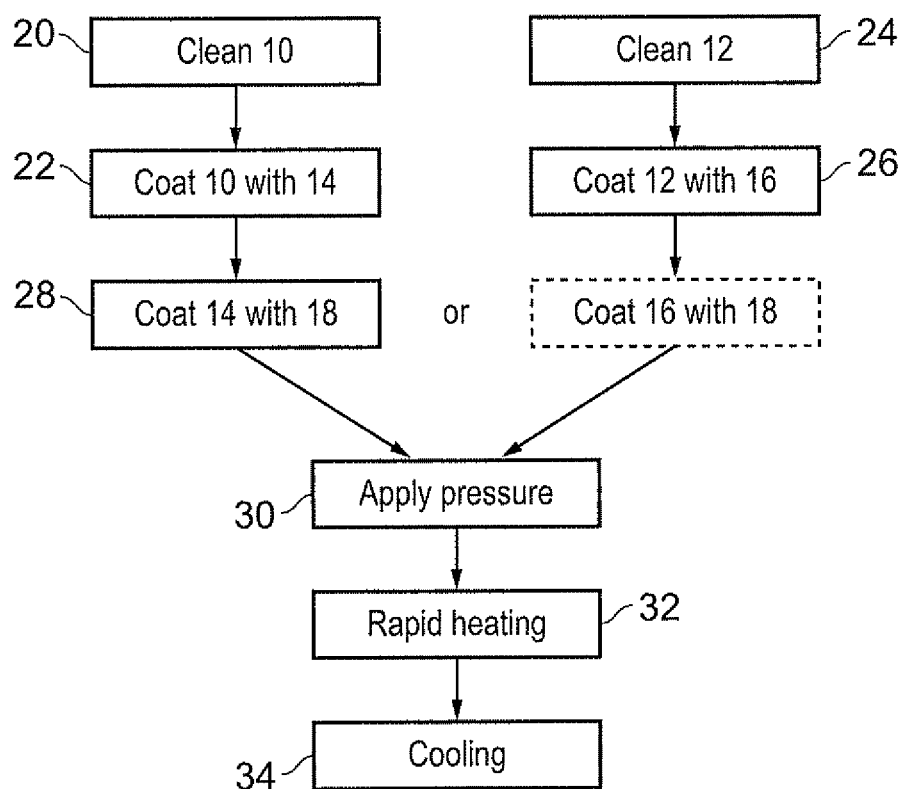 20 Clean 10 Clean 12 24
22 Coat 10 with 14 Coat 12 with 16 26
28 Coat 14 with 18 or Coat 16 with 18
30 Apply pressure
Rapid heating 32
34 Cooling